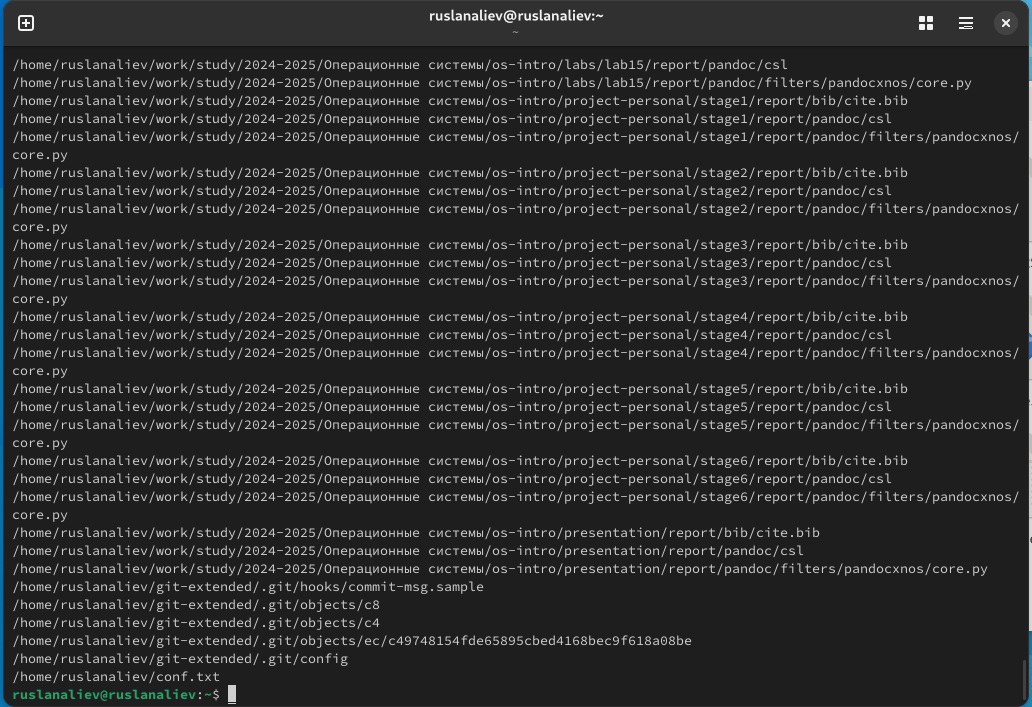 ruslanaliev@ruslanaliev:~
~
/home/ruslanaliev/work/study/2024-2025/Операционные системы/os-intro/labs/lab15/report/pandoc/csl
/home/ruslanaliev/work/study/2024-2025/Операционные системы/os-intro/labs/lab15/report/pandoc/filters/pandocxnos/core.py
/home/ruslanaliev/work/study/2024-2025/Операционные системы/os-intro/project-personal/stage1/report/bib/cite.bib
/home/ruslanaliev/work/study/2024-2025/Операционные системы/os-intro/project-personal/stage1/report/pandoc/csl
/home/ruslanaliev/work/study/2024-2025/Операционные системы/os-intro/project-personal/stage1/report/pandoc/filters/pandocxnos/
core.py
/home/ruslanaliev/work/study/2024-2025/Операционные системы/os-intro/project-personal/stage2/report/bib/cite.bib
/home/ruslanaliev/work/study/2024-2025/Операционные системы/os-intro/project-personal/stage2/report/pandoc/csl
/home/ruslanaliev/work/study/2024-2025/Операционные системы/os-intro/project-personal/stage2/report/pandoc/filters/pandocxnos/
core.py
/home/ruslanaliev/work/study/2024-2025/Операционные системы/os-intro/project-personal/stage3/report/bib/cite.bib
/home/ruslanaliev/work/study/2024-2025/Операционные системы/os-intro/project-personal/stage3/report/pandoc/csl
/home/ruslanaliev/work/study/2024-2025/Операционные системы/os-intro/project-personal/stage3/report/pandoc/filters/pandocxnos/
core.py
/home/ruslanaliev/work/study/2024-2025/Операционные системы/os-intro/project-personal/stage4/report/bib/cite.bib
/home/ruslanaliev/work/study/2024-2025/Операционные системы/os-intro/project-personal/stage4/report/pandoc/csl
/home/ruslanaliev/work/study/2024-2025/Операционные системы/os-intro/project-personal/stage4/report/pandoc/filters/pandocxnos/
core.py
/home/ruslanaliev/work/study/2024-2025/Операционные системы/os-intro/project-personal/stage5/report/bib/cite.bib
/home/ruslanaliev/work/study/2024-2025/Операционные системы/os-intro/project-personal/stage5/report/pandoc/csl
/home/ruslanaliev/work/study/2024-2025/Операционные системы/os-intro/project-personal/stage5/report/pandoc/filters/pandocxnos/
core.py
/home/ruslanaliev/work/study/2024-2025/Операционные системы/os-intro/project-personal/stage6/report/bib/cite.bib
/home/ruslanaliev/work/study/2024-2025/Операционные системы/os-intro/project-personal/stage6/report/pandoc/csl
/home/ruslanaliev/work/study/2024-2025/Операционные системы/os-intro/project-personal/stage6/report/pandoc/filters/pandocxnos/
core.py
/home/ruslanaliev/work/study/2024-2025/Операционные системы/os-intro/presentation/report/bib/cite.bib
/home/ruslanaliev/work/study/2024-2025/Операционные системы/os-intro/presentation/report/pandoc/csl
/home/ruslanaliev/work/study/2024-2025/Операционные системы/os-intro/presentation/report/pandoc/filters/pandocxnos/core.py
/home/ruslanaliev/git-extended/.git/hooks/commit-msg.sample
/home/ruslanaliev/git-extended/.git/objects/c8
/home/ruslanaliev/git-extended/.git/objects/c4
/home/ruslanaliev/git-extended/.git/objects/ec/c49748154fde65895cbed4168bec9f618a08be
/home/ruslanaliev/git-extended/.git/config
/home/ruslanaliev/conf.txt
ruslanaliev@ruslanaliev:~$